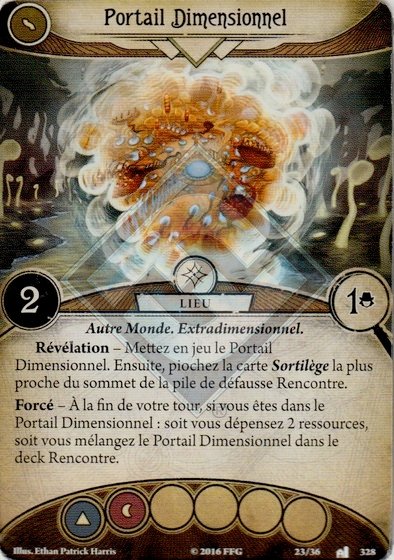 Portail Dimensionnel
2
LIEU
1
Autre Monde. Extradimensionnel.
Révélation – Mettez en jeu le Portail
Dimensionnel. Ensuite, piochez la carte Sortilège la plus
proche du sommet de la pile de défausse Rencontre.
Forcé – À la fin de votre tour, si vous êtes dans le
Portail Dimensionnel : soit vous dépensez 2 ressources,
soit vous mélangez le Portail Dimensionnel dans le
deck Rencontre.
Illus. Ethan Patrick Harris © 2016 FFG 23/36 328